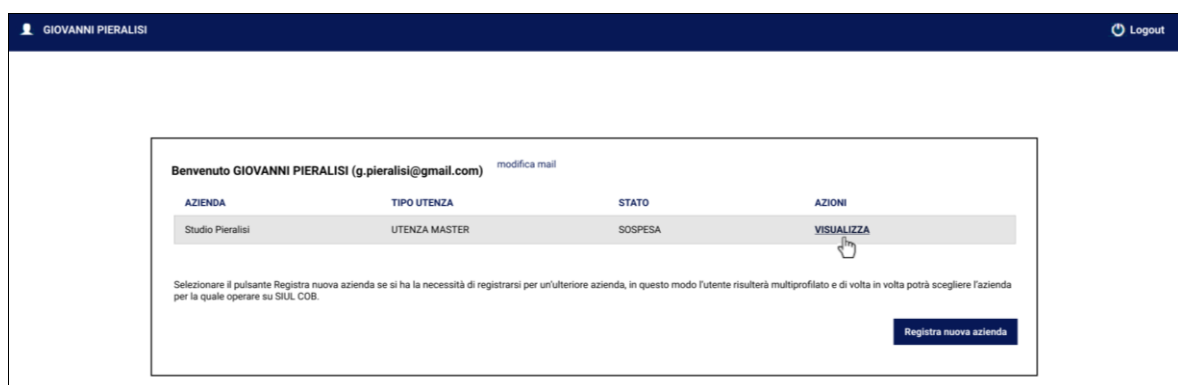 GIOVANNI PIERALISI Logout
Benvenuto GIOVANNI PIERALISI (g.pieralisi@gmail.com) modifica mail
AZIENDA TIPO UTENZA STATO AZIONI
Studio Pieralisi UTENZA MASTER SOSPESA VISUALIZZA
Selezionare il pulsante Registra nuova azienda se si ha la necessità di registrarsi per un'ulteriore azienda, in questo modo l'utente risulterà multiprofilato e di volta in volta potrà scegliere l'azienda
per la quale operare su SIUL COB.
Registra nuova azienda